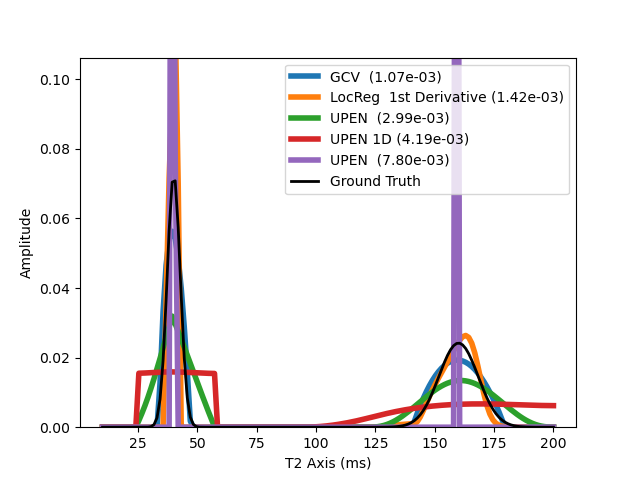 0.10
0.08
0.06
0.04
0.02
0.00
Amplitude
GCV  (1.07e-03)
LocReg  1st Derivative (1.42e-03)
UPEN  (2.99e-03)
UPEN 1D (4.19e-03)
UPEN  (7.80e-03)
Ground Truth
25 50 75 100 125 150 175 200
T2 Axis (ms)